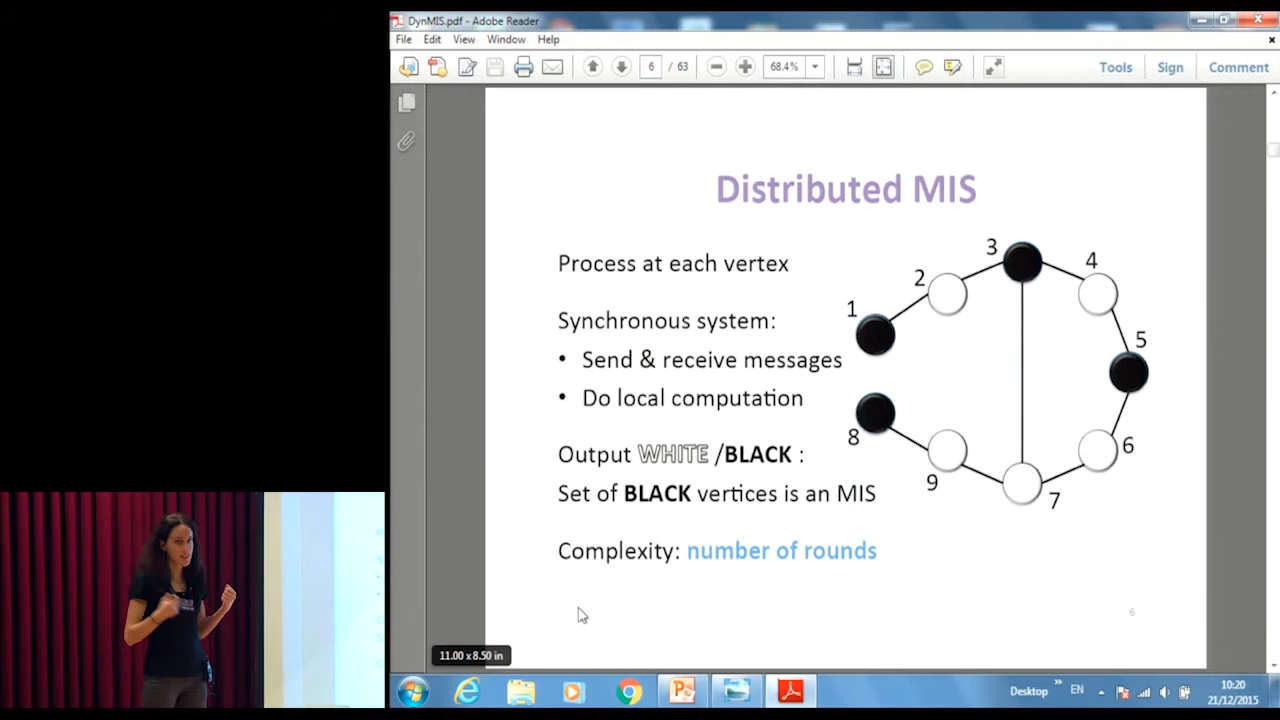 DynMIS.pdf - Adobe Reader
File Edit View Window Help
6 / 63 68.4% Tools Sign Comment
Distributed MIS
Process at each vertex
Synchronous system:
• Send & receive messages
• Do local computation
Output WHITE /BLACK :
Set of BLACK vertices is an MIS
Complexity: number of rounds
3
2
4
1
5
8
6
9
7
6
11.00 x 8.50 in
Desktop » EN 10:20
21/12/2015